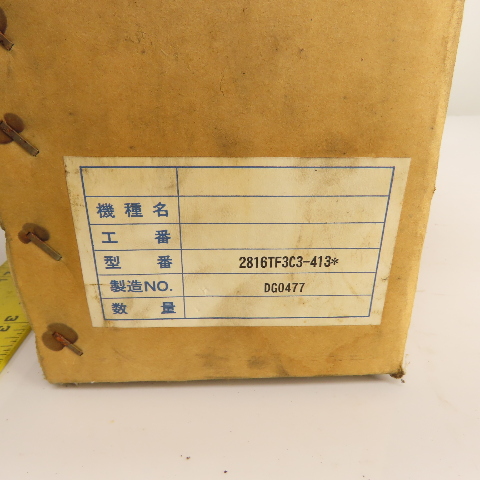 機種名
工 番
型 番 2816TF3C3-413*
製造NO. DG0477
数 量